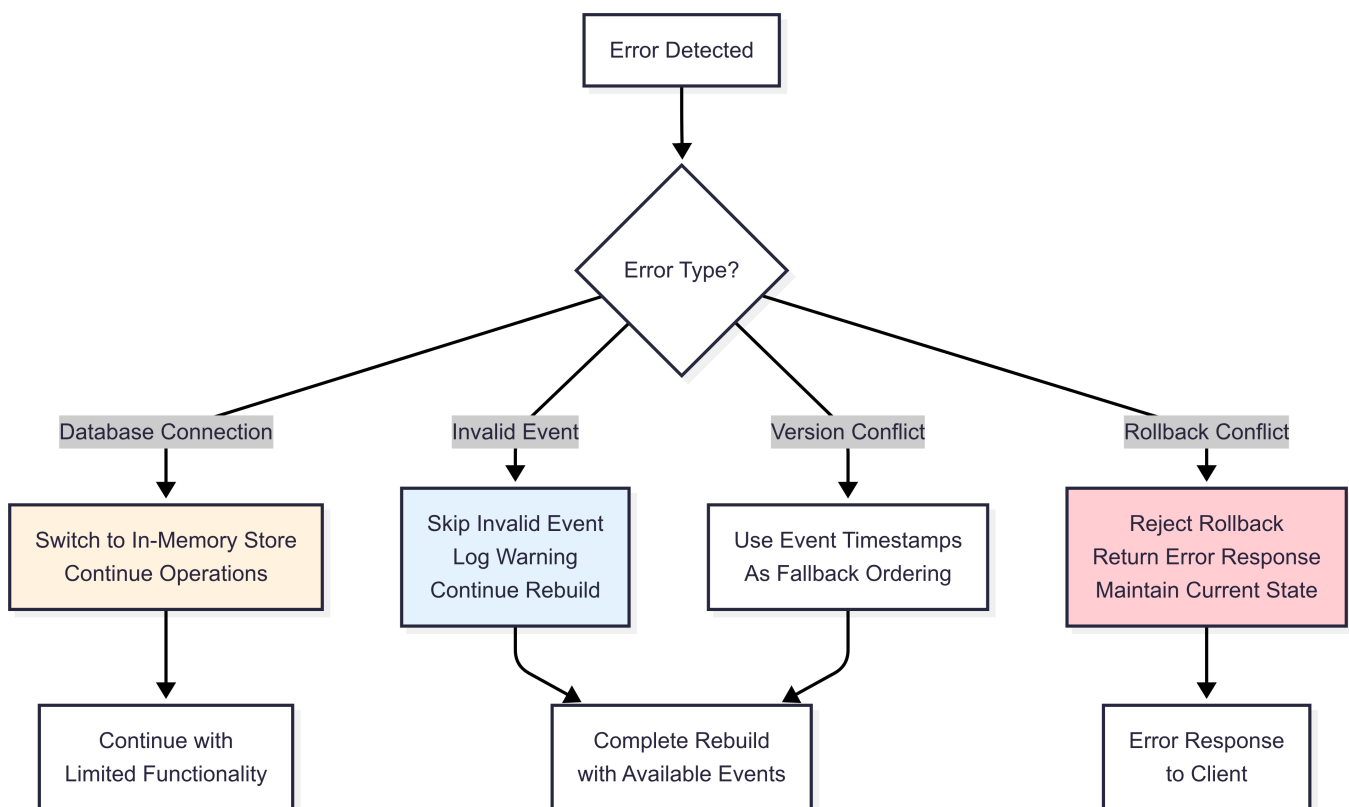 Error Detected
Error Type?
Database Connection
Invalid Event
Version Conflict
Rollback Conflict
Switch to In-Memory Store
Continue Operations
Skip Invalid Event
Log Warning
Continue Rebuild
Use Event Timestamps
As Fallback Ordering
Reject Rollback
Return Error Response
Maintain Current State
Continue with
Limited Functionality
Complete Rebuild
with Available Events
Error Response
to Client